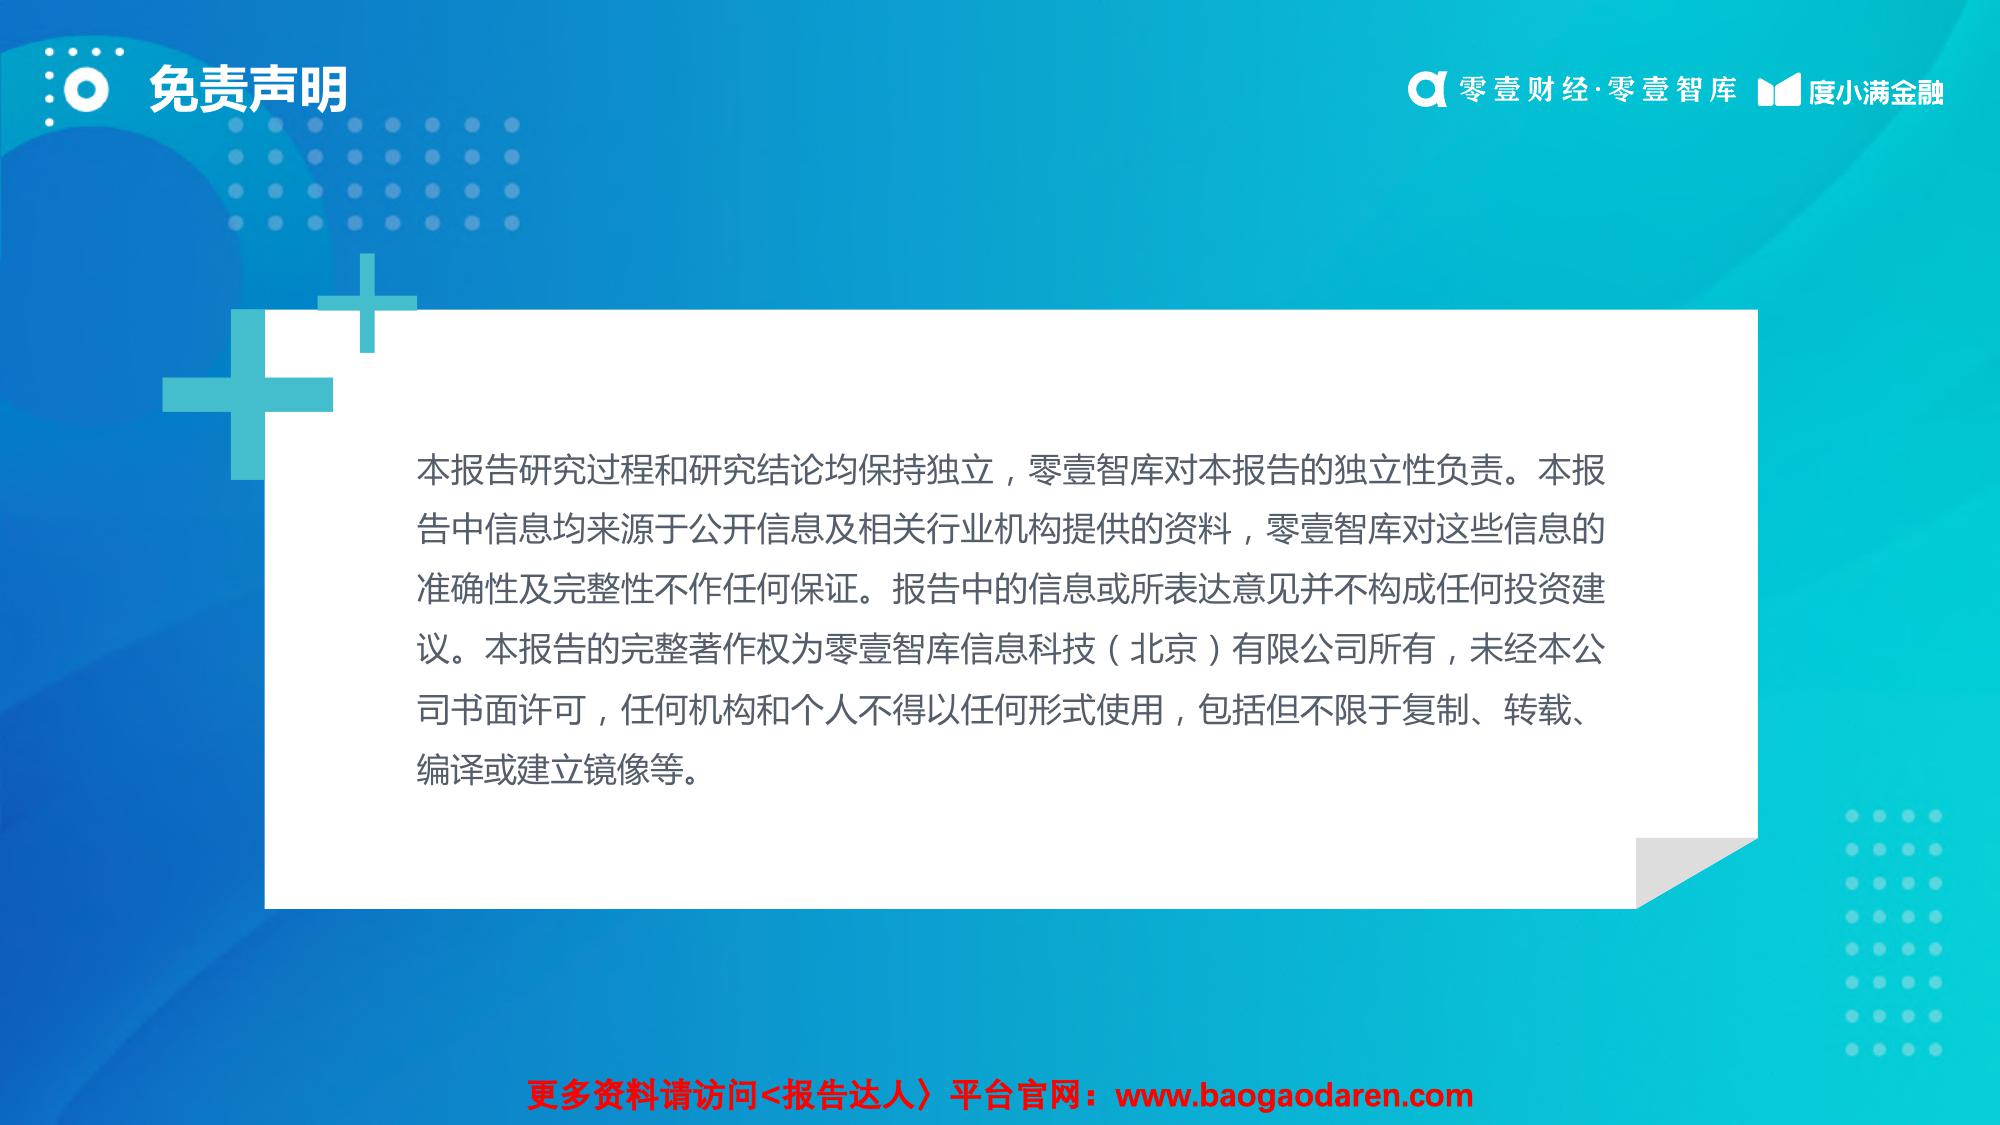 免责声明
零壹财经·零壹智库 度小满金融
本报告研究过程和研究结论均保持独立，零壹智库对本报告的独立性负责。本报
告中信息均来源于公开信息及相关行业机构提供的资料，零壹智库对这些信息的
准确性及完整性不作任何保证。报告中的信息或所表达意见并不构成任何投资建
议。本报告的完整著作权为零壹智库信息科技（北京）有限公司所有，未经本公
司书面许可，任何机构和个人不得以任何形式使用，包括但不限于复制、转载、
编译或建立镜像等。
更多资料请访问<报告达人〉平台官网：www.baogaodaren.com